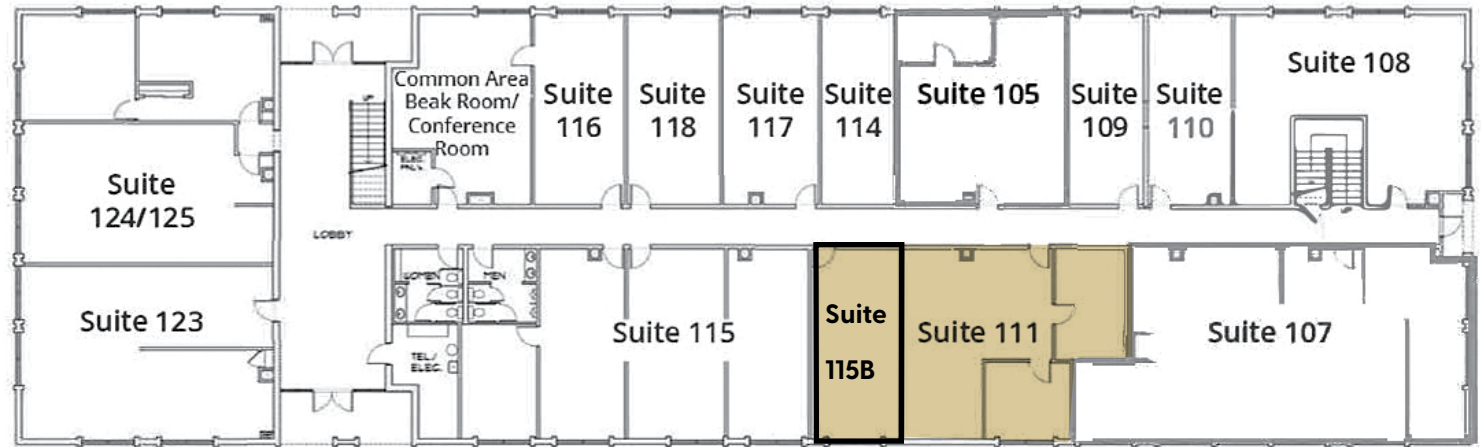 Common Area
Beak Room/
Conference
Room
ELEC.
Suite
116
Suite
118
Suite
117
Suite
114
Suite 105
Suite
109
Suite
110
Suite 108
Suite
124/125
UP
LOBBY
WOMEN
MEN
Suite 123
TEL/
ELEC.
Suite 115
Suite
115B
Suite 111
Suite 107